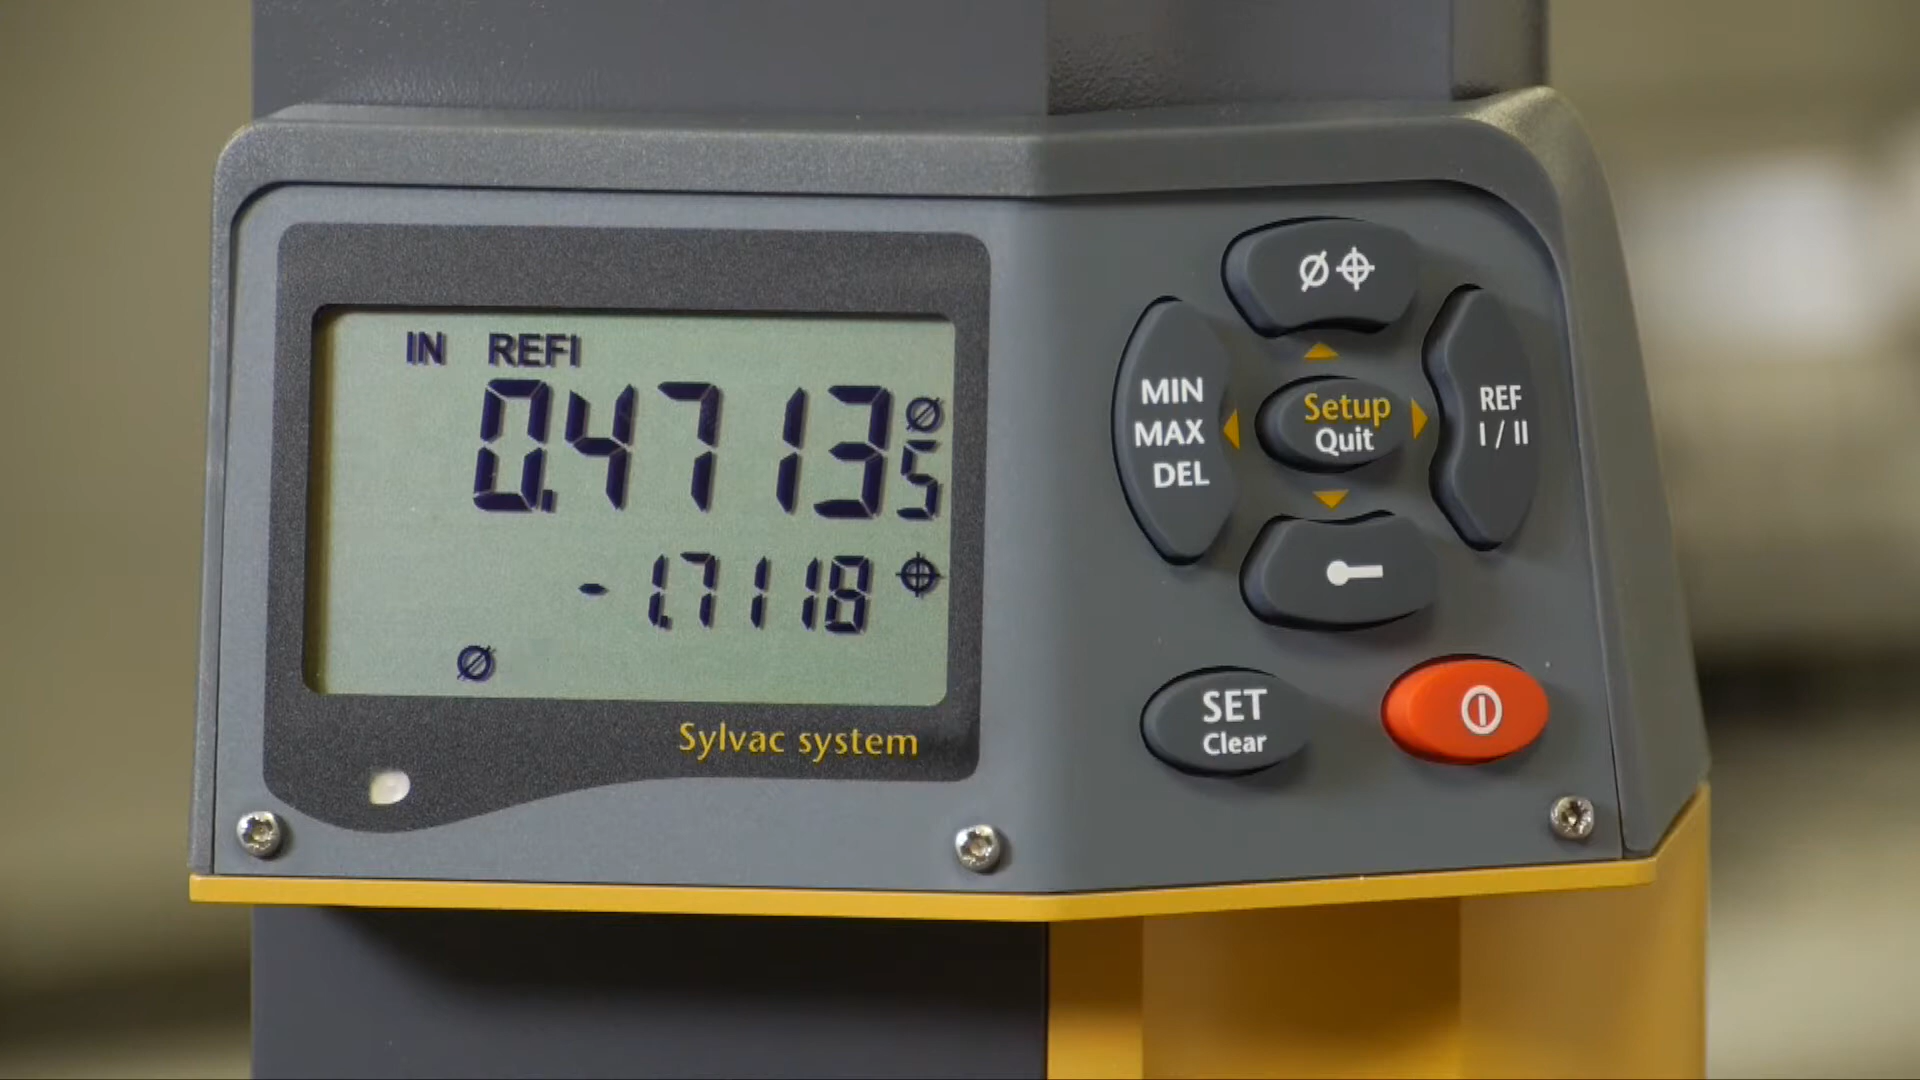 IN REFI
0.47135 Ø
-1.7118 ⌖
Ø
Sylvac system
Ø⌖
MIN
MAX
DEL
Setup
Quit
REF
I / II
SET
Clear